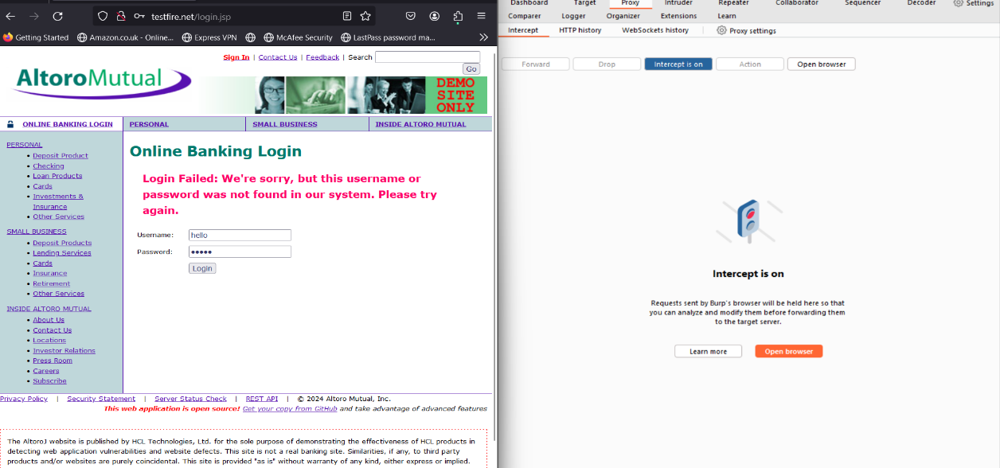 testfire.net/login.jsp
Getting Started Amazon.co.uk - Online... Express VPN McAfee Security LastPass password ma...
Sign In | Contact Us | Feedback | Search
Go
AltoroMutual
DEMO
SITE
ONLY
ONLINE BANKING LOGIN PERSONAL SMALL BUSINESS INSIDE ALTORO MUTUAL
PERSONAL
Deposit Product
Checking
Loan Products
Cards
Investments &
Insurance
Other Services
SMALL BUSINESS
Deposit Products
Lending Services
Cards
Insurance
Retirement
Other Services
INSIDE ALTORO MUTUAL
About Us
Contact Us
Locations
Investor Relations
Press Room
Careers
Subscribe
Online Banking Login
Login Failed: We're sorry, but this username or
password was not found in our system. Please try
again.
Username: hello
Password: •••••
Login
Privacy Policy | Security Statement | Server Status Check | REST API | © 2024 Altoro Mutual, Inc.
This web application is open source! Get your copy from GitHub and take advantage of advanced features
The AltoroJ website is published by HCL Technologies, Ltd. for the sole purpose of demonstrating the effectiveness of HCL products in
detecting web application vulnerabilities and website defects. This site is not a real banking site. Similarities, if any, to third party
products and/or websites are purely coincidental. This site is provided "as is" without warranty of any kind, either express or implied.
Dashboard Target Proxy Intruder Repeater Collaborator Sequencer Decoder Settings
Comparer Logger Organizer Extensions Learn
Intercept HTTP history WebSockets history Proxy settings
Forward Drop Intercept is on Action Open browser
Intercept is on
Requests sent by Burp's browser will be held here so that
you can analyze and modify them before forwarding them
to the target server.
Learn more Open browser